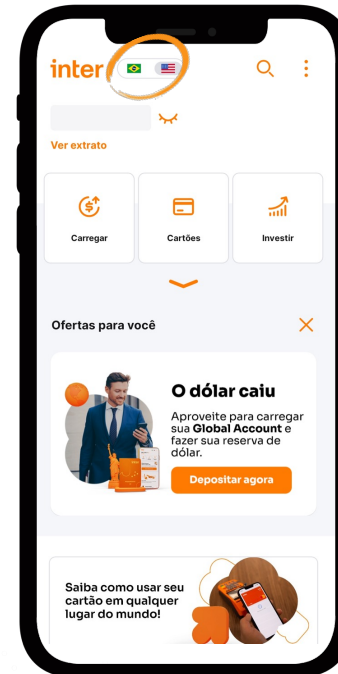 inter
Ver extrato
Carregar
Cartões
Investir
Ofertas para você
O dólar caiu
Aproveite para carregar
sua Global Account e
fazer sua reserva de
dólar.
Depositar agora
Saiba como usar seu
cartão em qualquer
lugar do mundo!